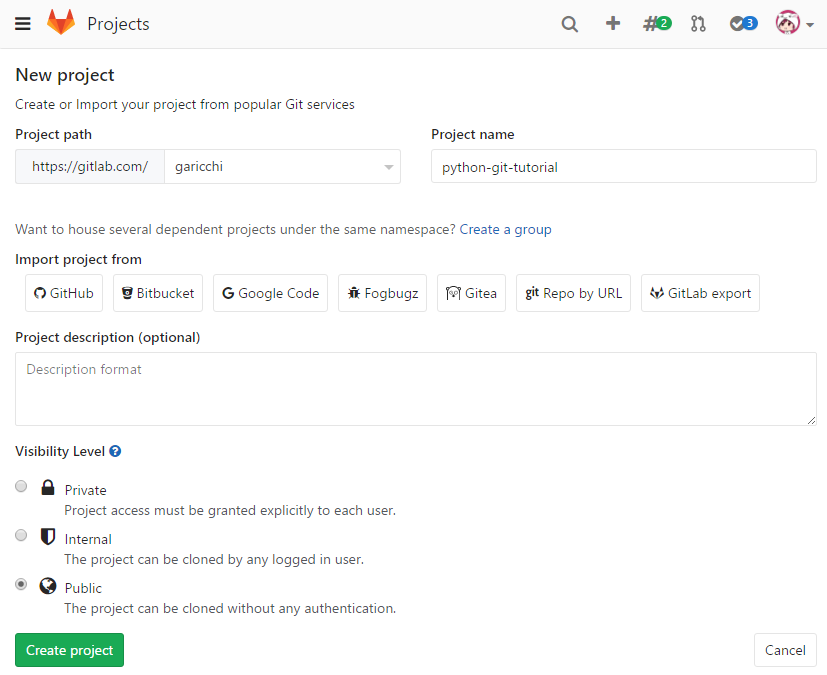 Projects
2
3
New project
Create or Import your project from popular Git services
Project path
Project name
https://gitlab.com/
garicchi
python-git-tutorial
Want to house several dependent projects under the same namespace? Create a group
Import project from
GitHub
Bitbucket
Google Code
Fogbugz
Gitea
git Repo by URL
GitLab export
Project description (optional)
Description format
Visibility Level ?
Private
Project access must be granted explicitly to each user.
Internal
The project can be cloned by any logged in user.
Public
The project can be cloned without any authentication.
Create project
Cancel